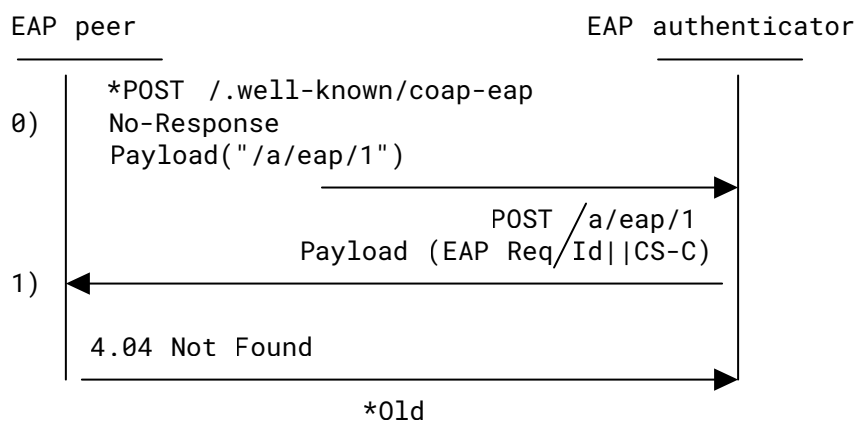 EAP peer EAP authenticator
*POST /.well-known/coap-eap
0) No-Response
Payload("/a/eap/1")
POST /a/eap/1
Payload (EAP Req/Id||CS-C)
1)
4.04 Not Found
*Old